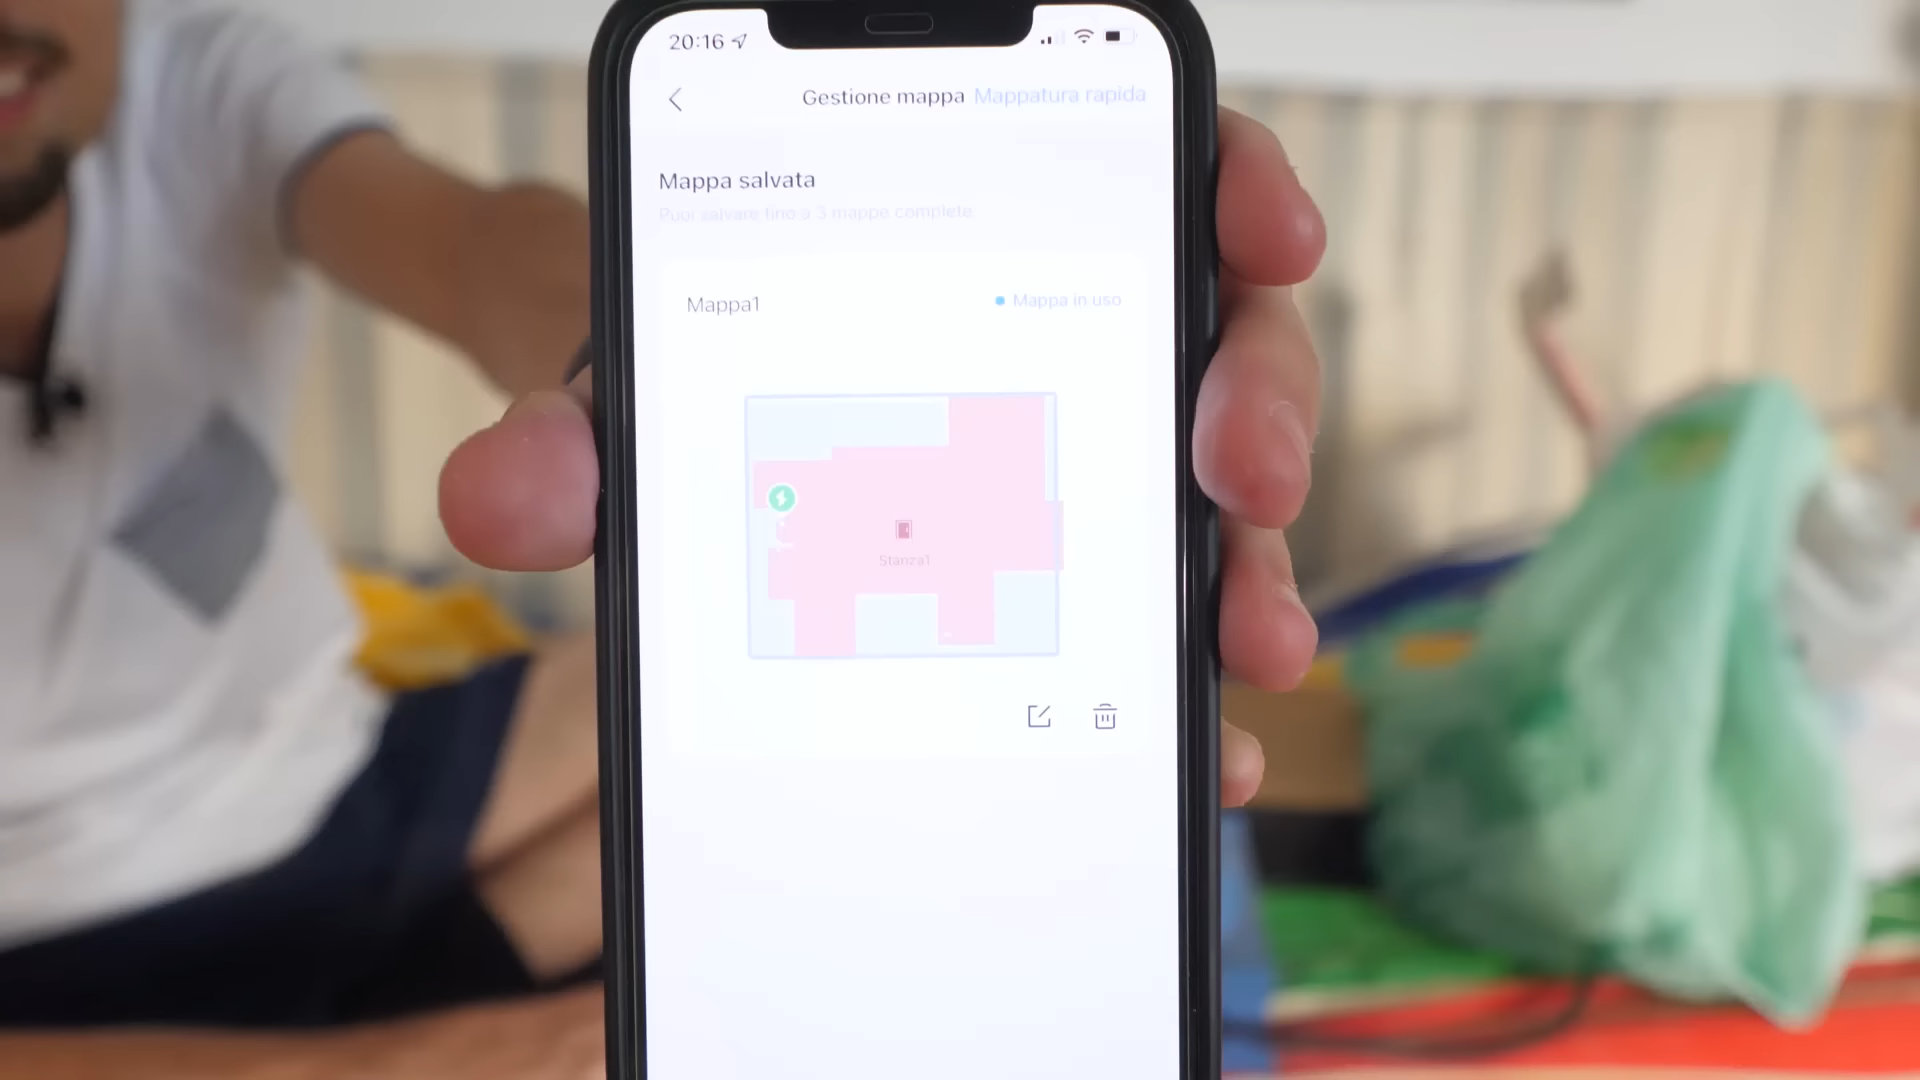 20:16
Gestione mappa Mappatura rapida
Mappa salvata
Puoi salvare fino a 3 mappe complete
Mappa1
Mappa in uso
Stanza1